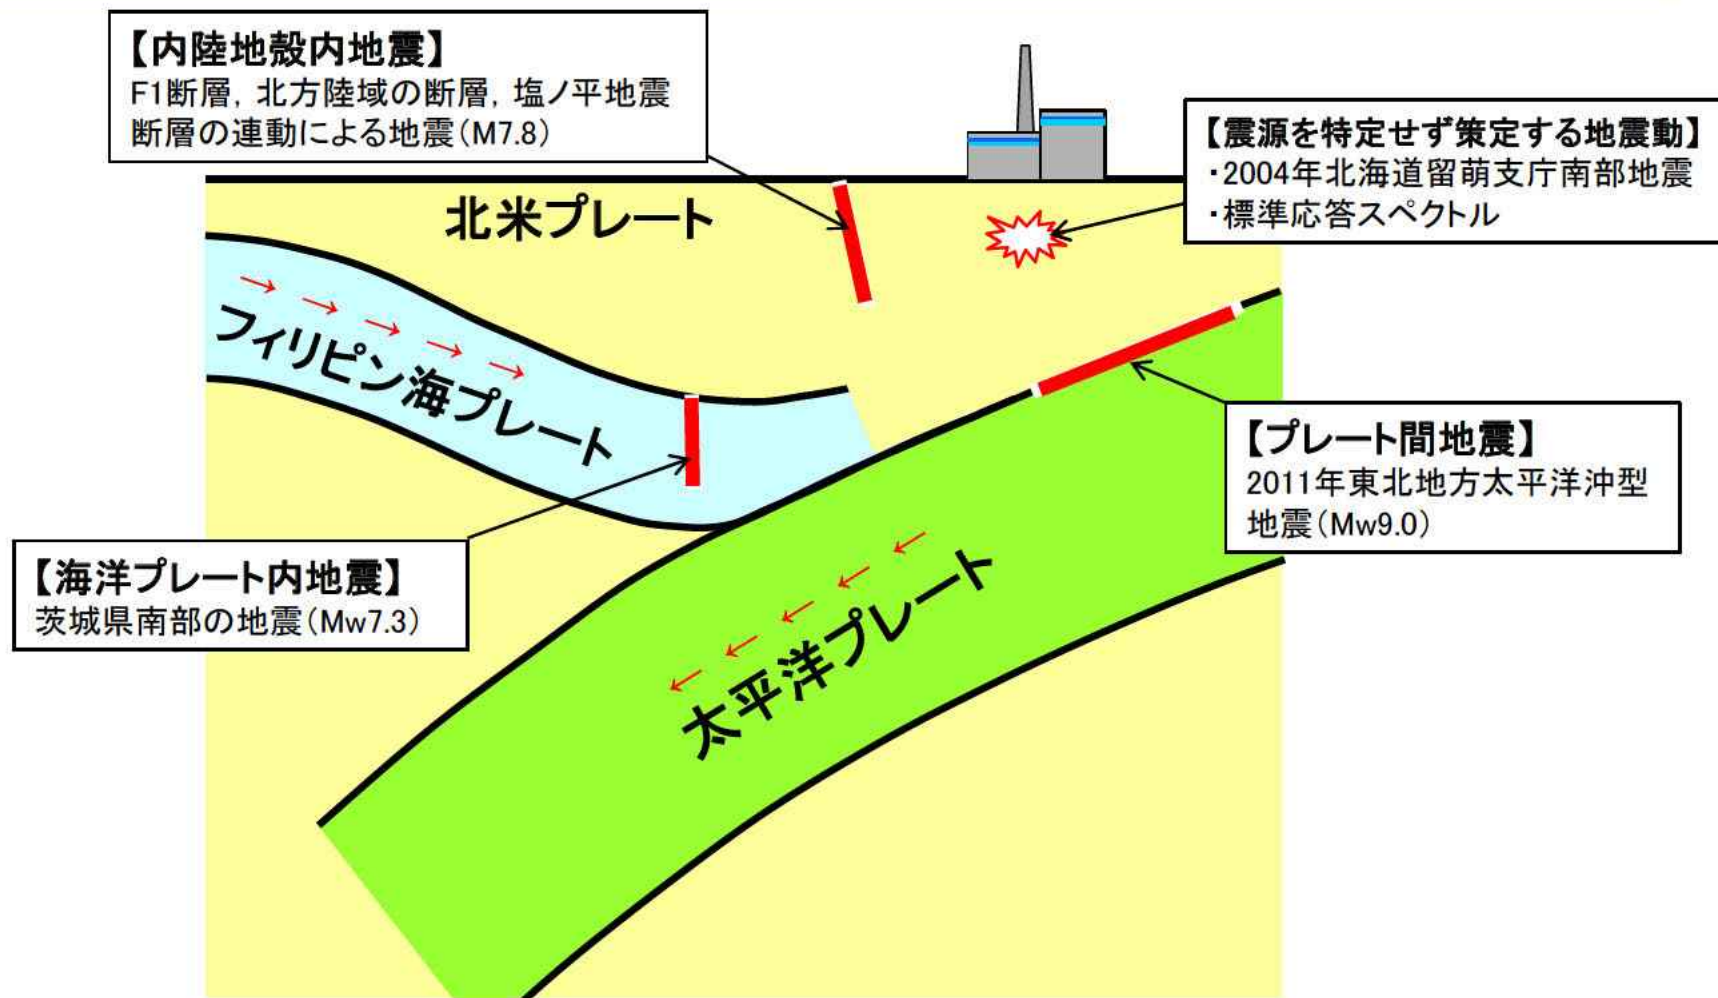 【内陸地殻内地震】
F1断層, 北方陸域の断層, 塩ノ平地震
断層の連動による地震(M7.8)
【震源を特定せず策定する地震動】
・2004年北海道留萌支庁南部地震
・標準応答スペクトル
北米プレート
フィリピン海プレート
【プレート間地震】
2011年東北地方太平洋沖型
地震(Mw9.0)
【海洋プレート内地震】
茨城県南部の地震(Mw7.3)
太平洋プレート